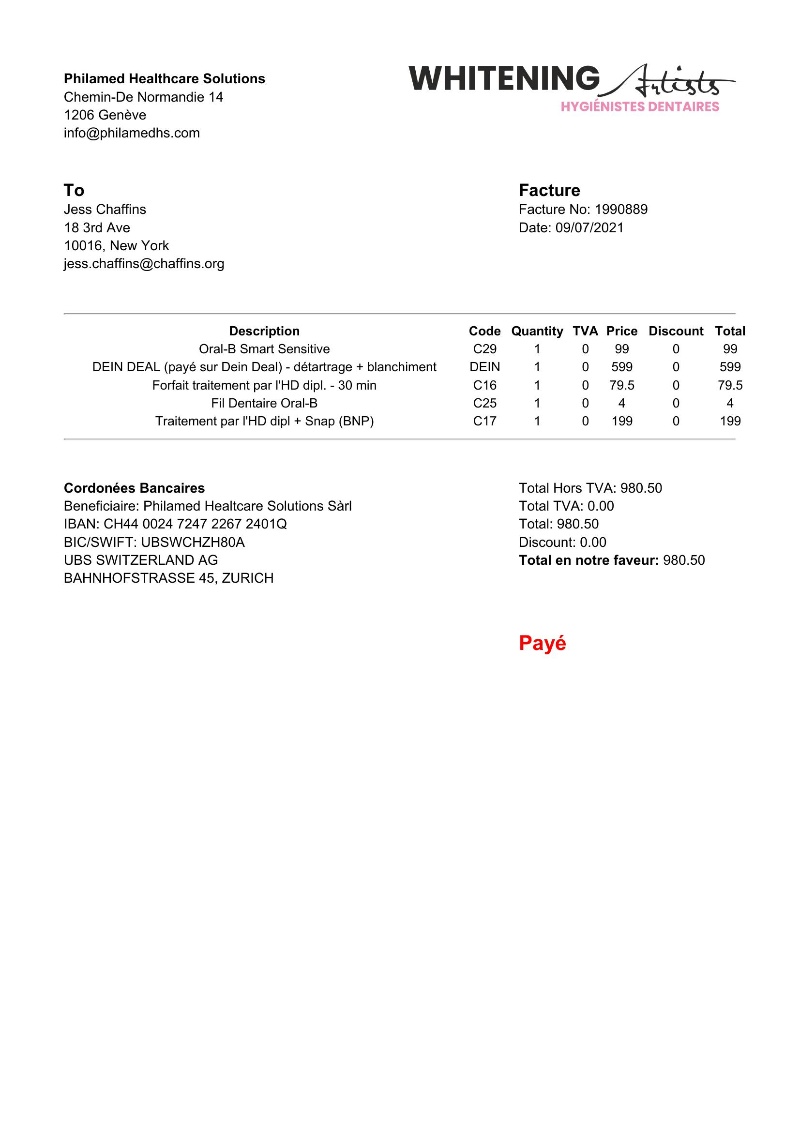 Philamed Healthcare Solutions
Chemin-De Normandie 14
1206 Genève
info@philamedhs.com
WHITENING Artists
HYGIÉNISTES DENTAIRES
To
Jess Chaffins
18 3rd Ave
10016, New York
jess.chaffins@chaffins.org
Facture
Facture No: 1990889
Date: 09/07/2021
Description Code Quantity TVA Price Discount Total
Oral-B Smart Sensitive C29 1 0 99 0 99
DEIN DEAL (payé sur Dein Deal) - détartrage + blanchiment DEIN 1 0 599 0 599
Forfait traitement par l'HD dipl. - 30 min C16 1 0 79.5 0 79.5
Fil Dentaire Oral-B C25 1 0 4 0 4
Traitement par l'HD dipl + Snap (BNP) C17 1 0 199 0 199
Cordonées Bancaires
Beneficiaire: Philamed Healtcare Solutions Sàrl
IBAN: CH44 0024 7247 2267 2401Q
BIC/SWIFT: UBSWCHZH80A
UBS SWITZERLAND AG
BAHNHOFSTRASSE 45, ZURICH
Total Hors TVA: 980.50
Total TVA: 0.00
Total: 980.50
Discount: 0.00
Total en notre faveur: 980.50
Payé